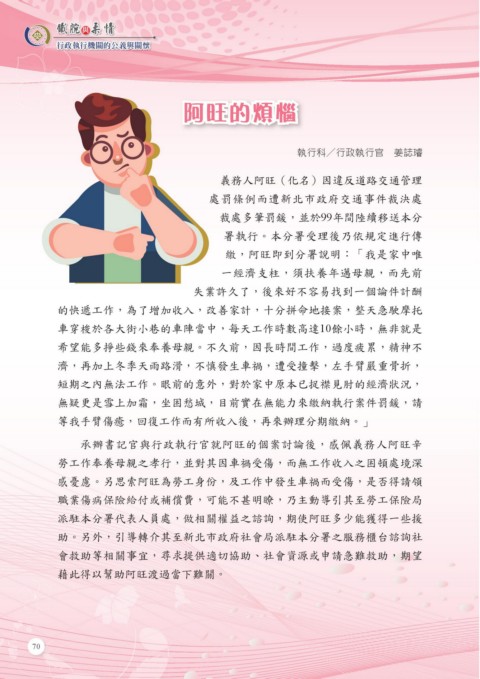 鐵腕與柔情
行政執行機關的公義與關懷
阿旺的煩惱
執行科／行政執行官　姜誌璿
義務人阿旺（化名）因違反道路交通管理
處罰條例而遭新北市政府交通事件裁決處
裁處多筆罰鍰，並於99年間陸續移送本分
署執行。本分署受理後乃依規定進行傳
繳，阿旺即到分署說明：「我是家中唯
一經濟支柱，須扶養年邁母親，而先前
失業許久了，後來好不容易找到一個論件計酬
的快遞工作，為了增加收入，改善家計，十分拼命地接案，整天急駛摩托
車穿梭於各大街小巷的車陣當中，每天工作時數高達10餘小時，無非就是
希望能多掙些錢來奉養母親。不久前，因長時間工作，過度疲累，精神不
濟，再加上冬季天雨路滑，不慎發生車禍，遭受撞擊，左手臂嚴重骨折，
短期之內無法工作。眼前的意外，對於家中原本已捉襟見肘的經濟狀況，
無疑更是雪上加霜，坐困愁城，目前實在無能力來繳納執行案件罰鍰，請
等我手臂傷癒，回復工作而有所收入後，再來辦理分期繳納。」
承辦書記官與行政執行官就阿旺的個案討論後，感佩義務人阿旺辛
勞工作奉養母親之孝行，並對其因車禍受傷，而無工作收入之困頓處境深
感憂慮。另思索阿旺為勞工身份，及工作中發生車禍而受傷，是否得請領
職業傷病保險給付或補償費，可能不甚明瞭，乃主動導引其至勞工保險局
派駐本分署代表人員處，做相關權益之諮詢，期使阿旺多少能獲得一些援
助。另外，引導轉介其至新北市政府社會局派駐本分署之服務櫃台諮詢社
會救助等相關事宜，尋求提供適切協助、社會資源或申請急難救助，期望
藉此得以幫助阿旺渡過當下難關。
70